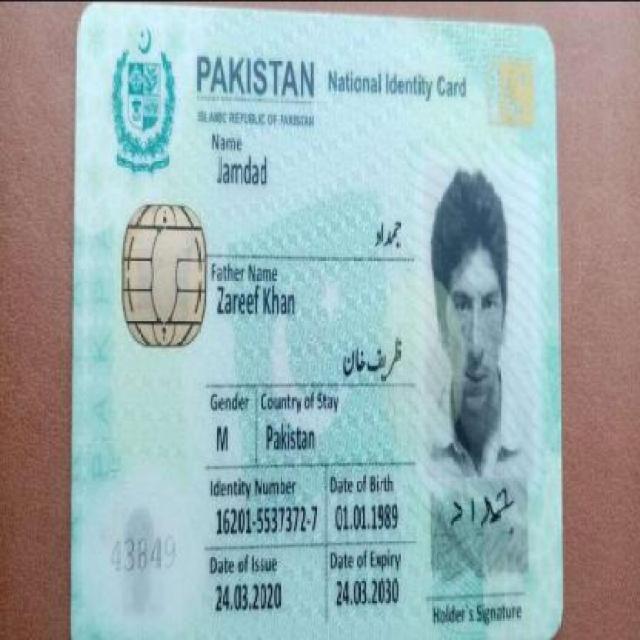 PAKISTAN National Identity Card
ISLAMIC REPUBLIC OF PAKISTAN
Name
Jamdad
جمداد
Father Name
Zareef Khan
ظریف خان
Gender Country of Stay
M Pakistan
Identity Number Date of Birth
16201-5537372-7 01.01.1989
43849
Date of Issue Date of Expiry
24.03.2020 24.03.2030
جمداد
Holder's Signature